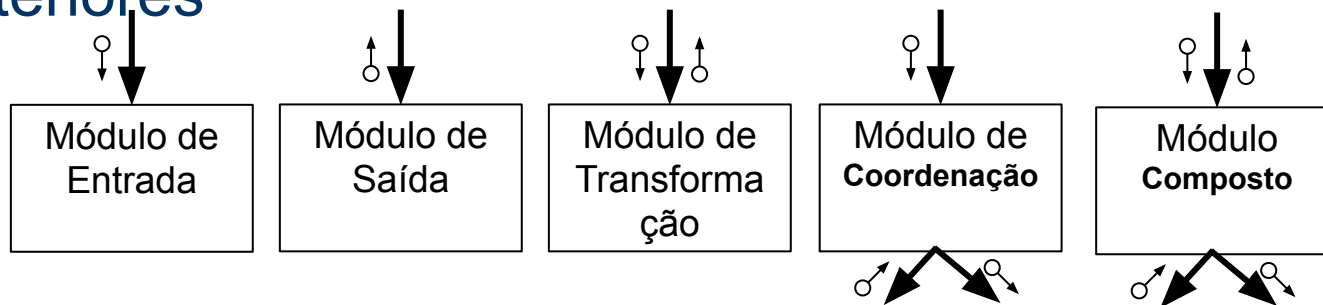 Módulo de
Entrada
Módulo de
Saída
Módulo de
Transforma
ção
Módulo de
Coordenação
Módulo
Composto